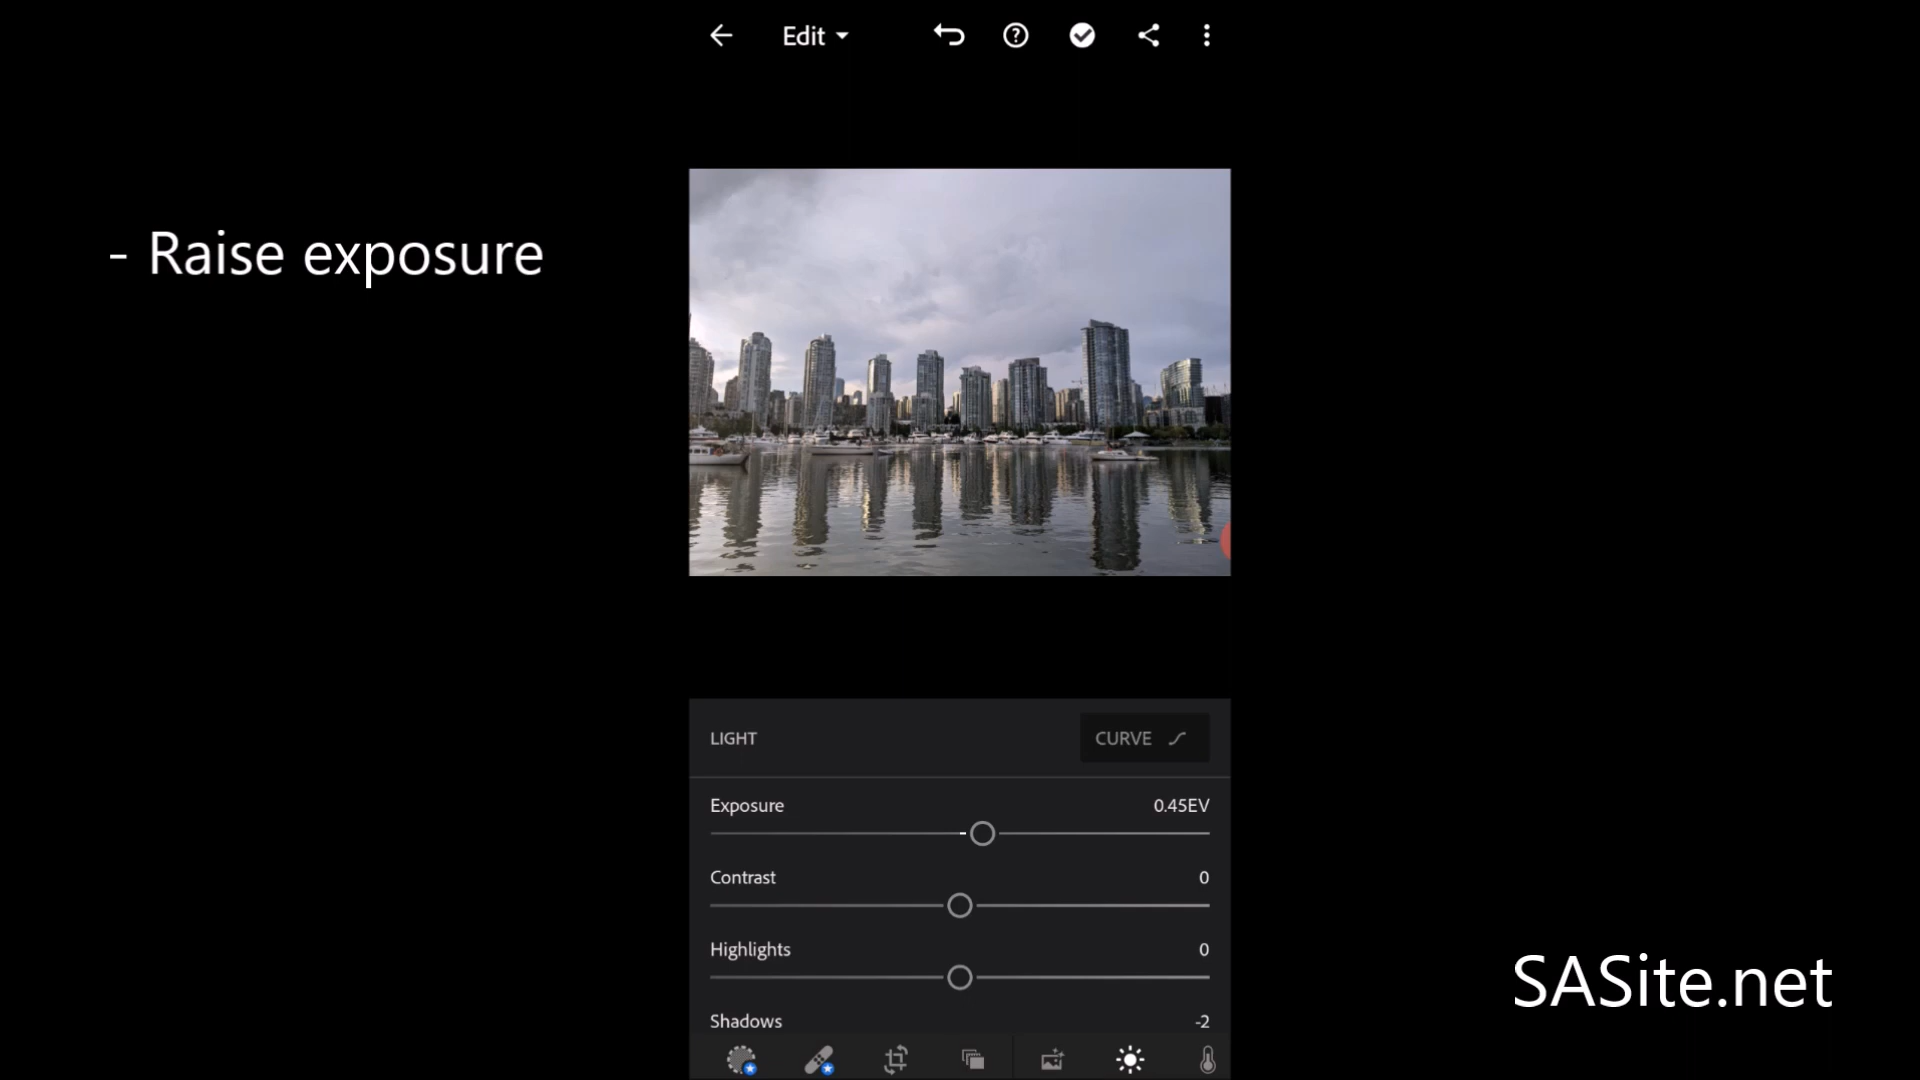 Edit
- Raise exposure
LIGHT
CURVE
Exposure 0.45EV
Contrast 0
Highlights 0
Shadows -2
SASite.net